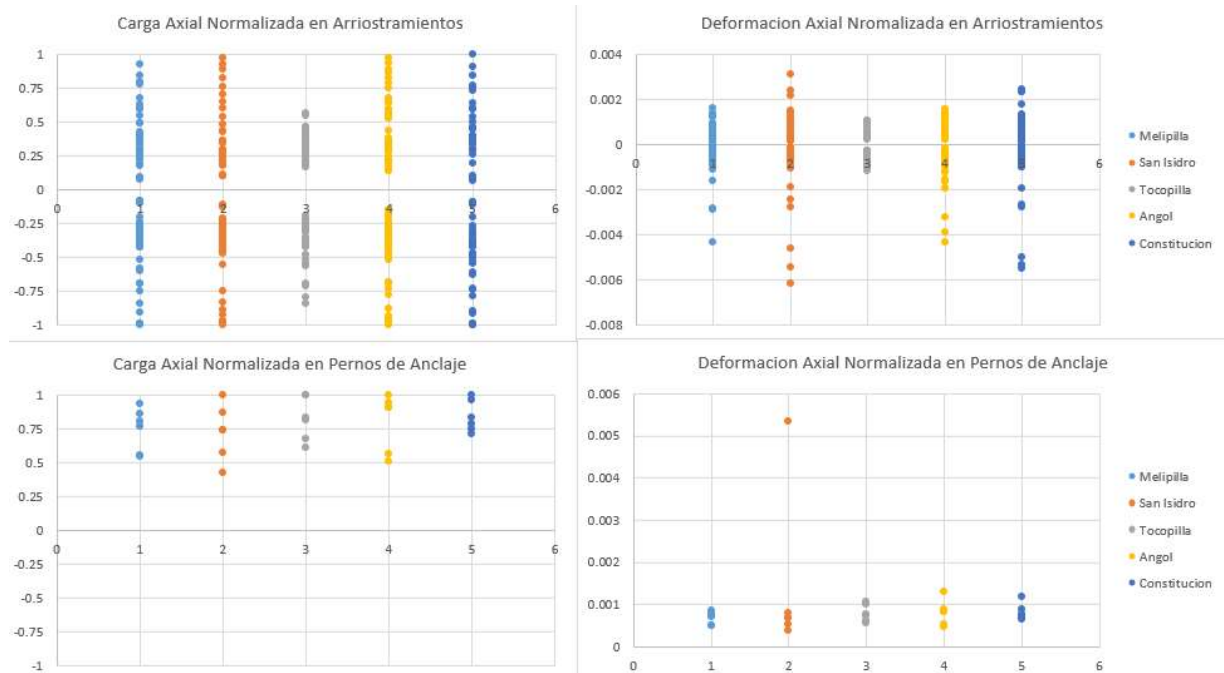 Carga Axial Normalizada en Arriostramientos
1
0.75
0.5
0.25
0
-0.25
-0.5
-0.75
-1
0 1 2 3 4 5 6
Deformacion Axial Nromalizada en Arriostramientos
0.004
0.002
0
-0.002
-0.004
-0.006
-0.008
0 1 2 3 4 5 6
Melipilla
San Isidro
Tocopilla
Angol
Constitucion
Carga Axial Normalizada en Pernos de Anclaje
1
0.75
0.5
0.25
0
-0.25
-0.5
-0.75
-1
0 1 2 3 4 5 6
Deformacion Axial Normalizada en Pernos de Anclaje
0.006
0.005
0.004
0.003
0.002
0.001
0
0 1 2 3 4 5 6
Melipilla
San Isidro
Tocopilla
Angol
Constitucion